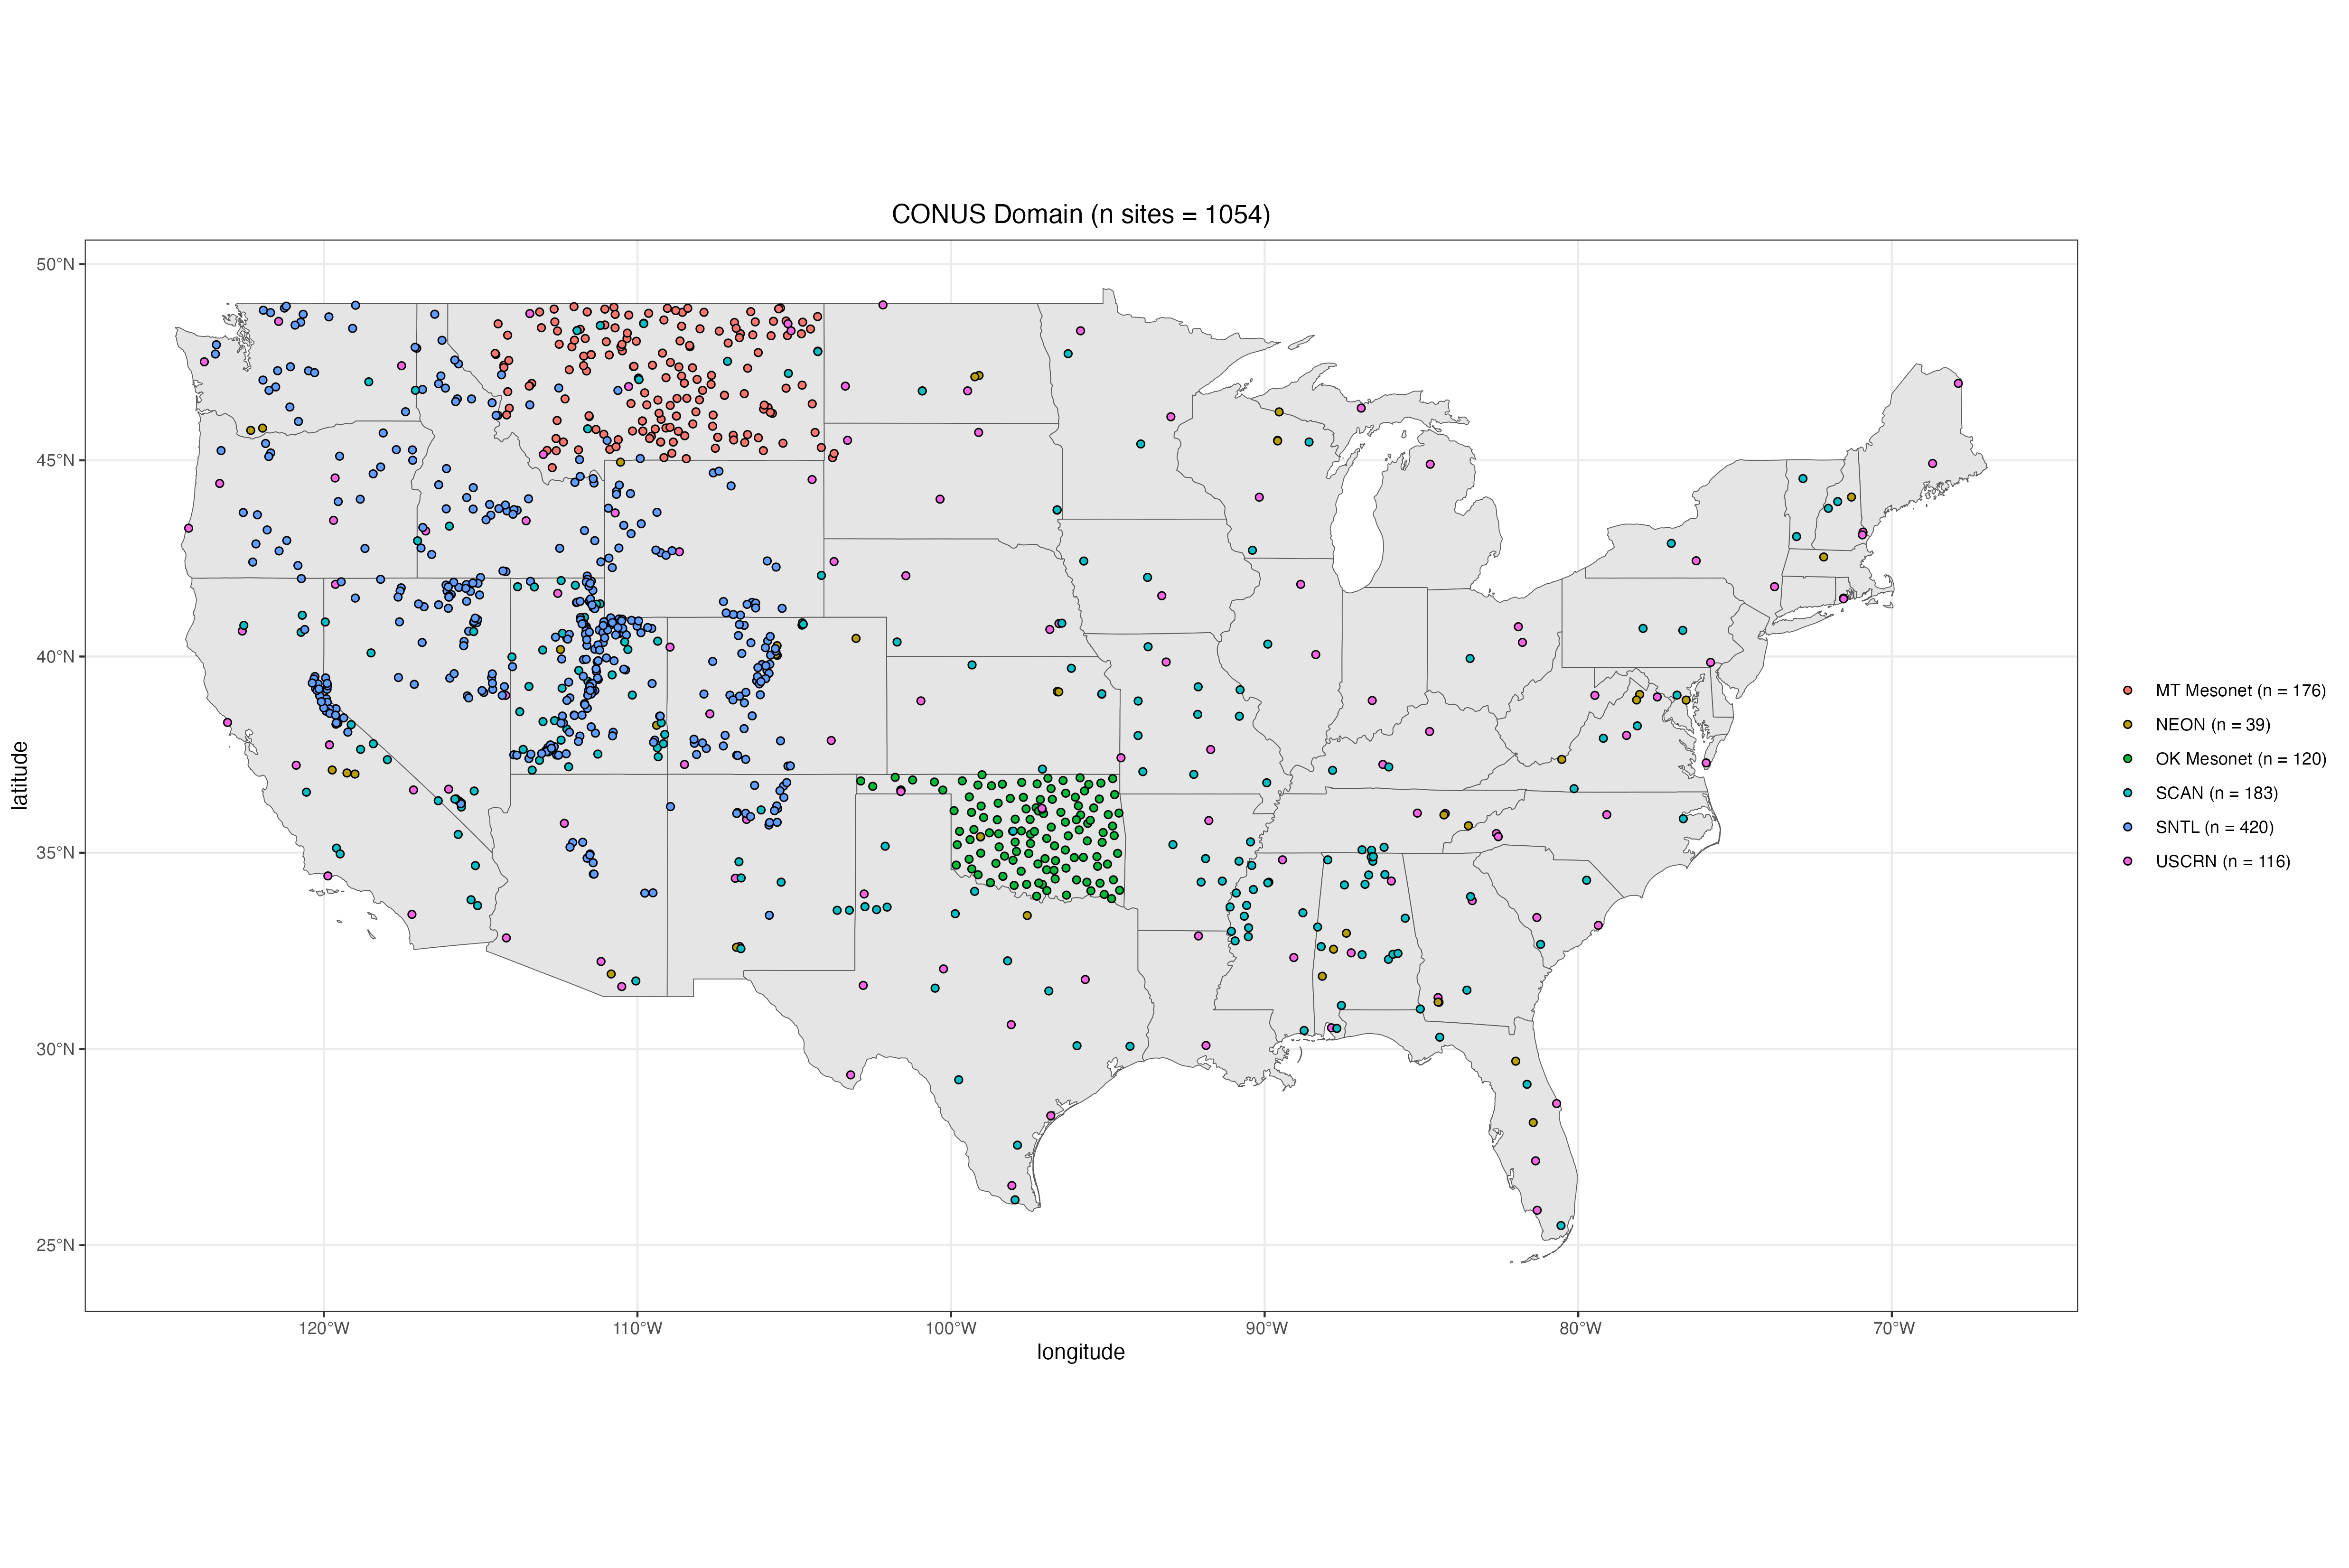 CONUS Domain (n sites = 1054)
50°N
45°N
40°N
35°N
30°N
25°N
latitude
120°W
110°W
100°W
90°W
80°W
70°W
longitude
MT Mesonet (n = 176)
NEON (n = 39)
OK Mesonet (n = 120)
SCAN (n = 183)
SNTL (n = 420)
USCRN (n = 116)